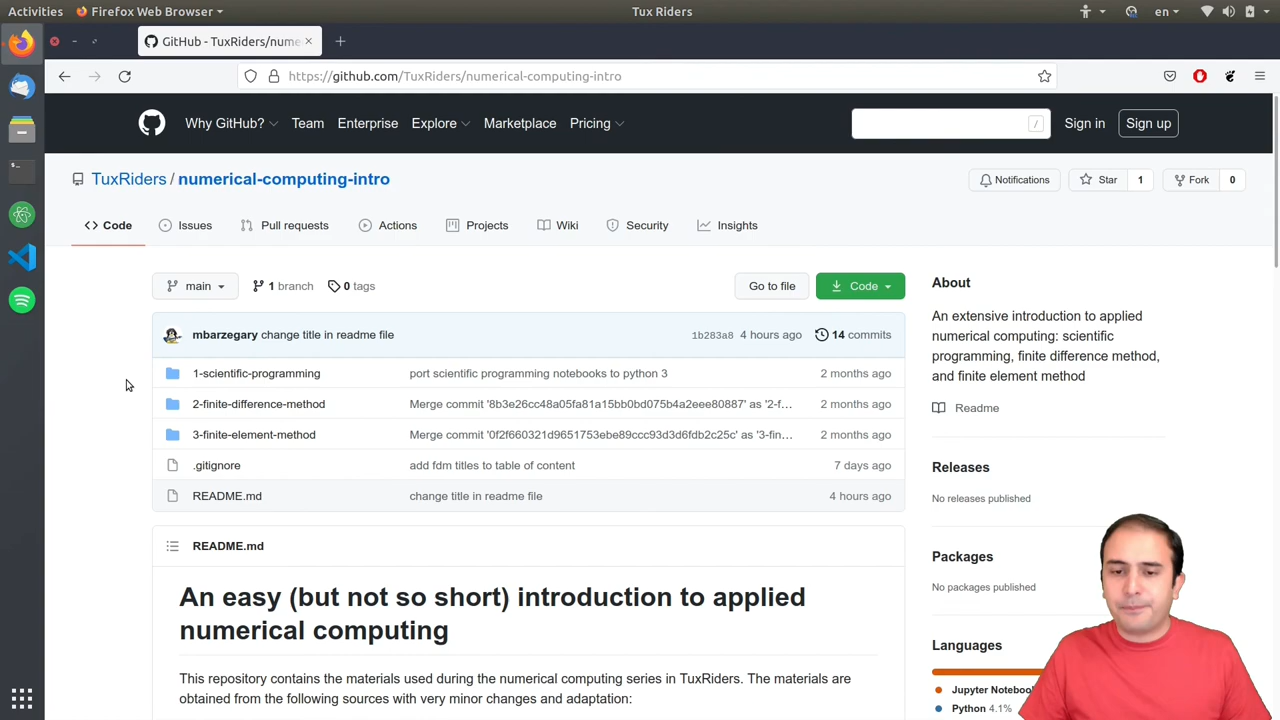 Activities Firefox Web Browser Tux Riders en
GitHub - TuxRiders/nume
https://github.com/TuxRiders/numerical-computing-intro
Why GitHub? Team Enterprise Explore Marketplace Pricing / Sign in Sign up
TuxRiders / numerical-computing-intro Notifications Star 1 Fork 0
Code Issues Pull requests Actions Projects Wiki Security Insights
main 1 branch 0 tags Go to file Code
mbarzegary change title in readme file 1b283a8 4 hours ago 14 commits
1-scientific-programming port scientific programming notebooks to python 3 2 months ago
2-finite-difference-method Merge commit '8b3e26cc48a05fa81a15bb0bd075b4a2eee80887' as '2-f... 2 months ago
3-finite-element-method Merge commit '0f2f660321d9651753ebe89ccc93d3d6fdb2c25c' as '3-fin... 2 months ago
.gitignore add fdm titles to table of content 7 days ago
README.md change title in readme file 4 hours ago
README.md
An easy (but not so short) introduction to applied
numerical computing
This repository contains the materials used during the numerical computing series in TuxRiders. The materials are
obtained from the following sources with very minor changes and adaptation:
About
An extensive introduction to applied
numerical computing: scientific
programming, finite difference method,
and finite element method
Readme
Releases
No releases published
Packages
No packages published
Languages
Jupyter Notebook
Python 4.1%